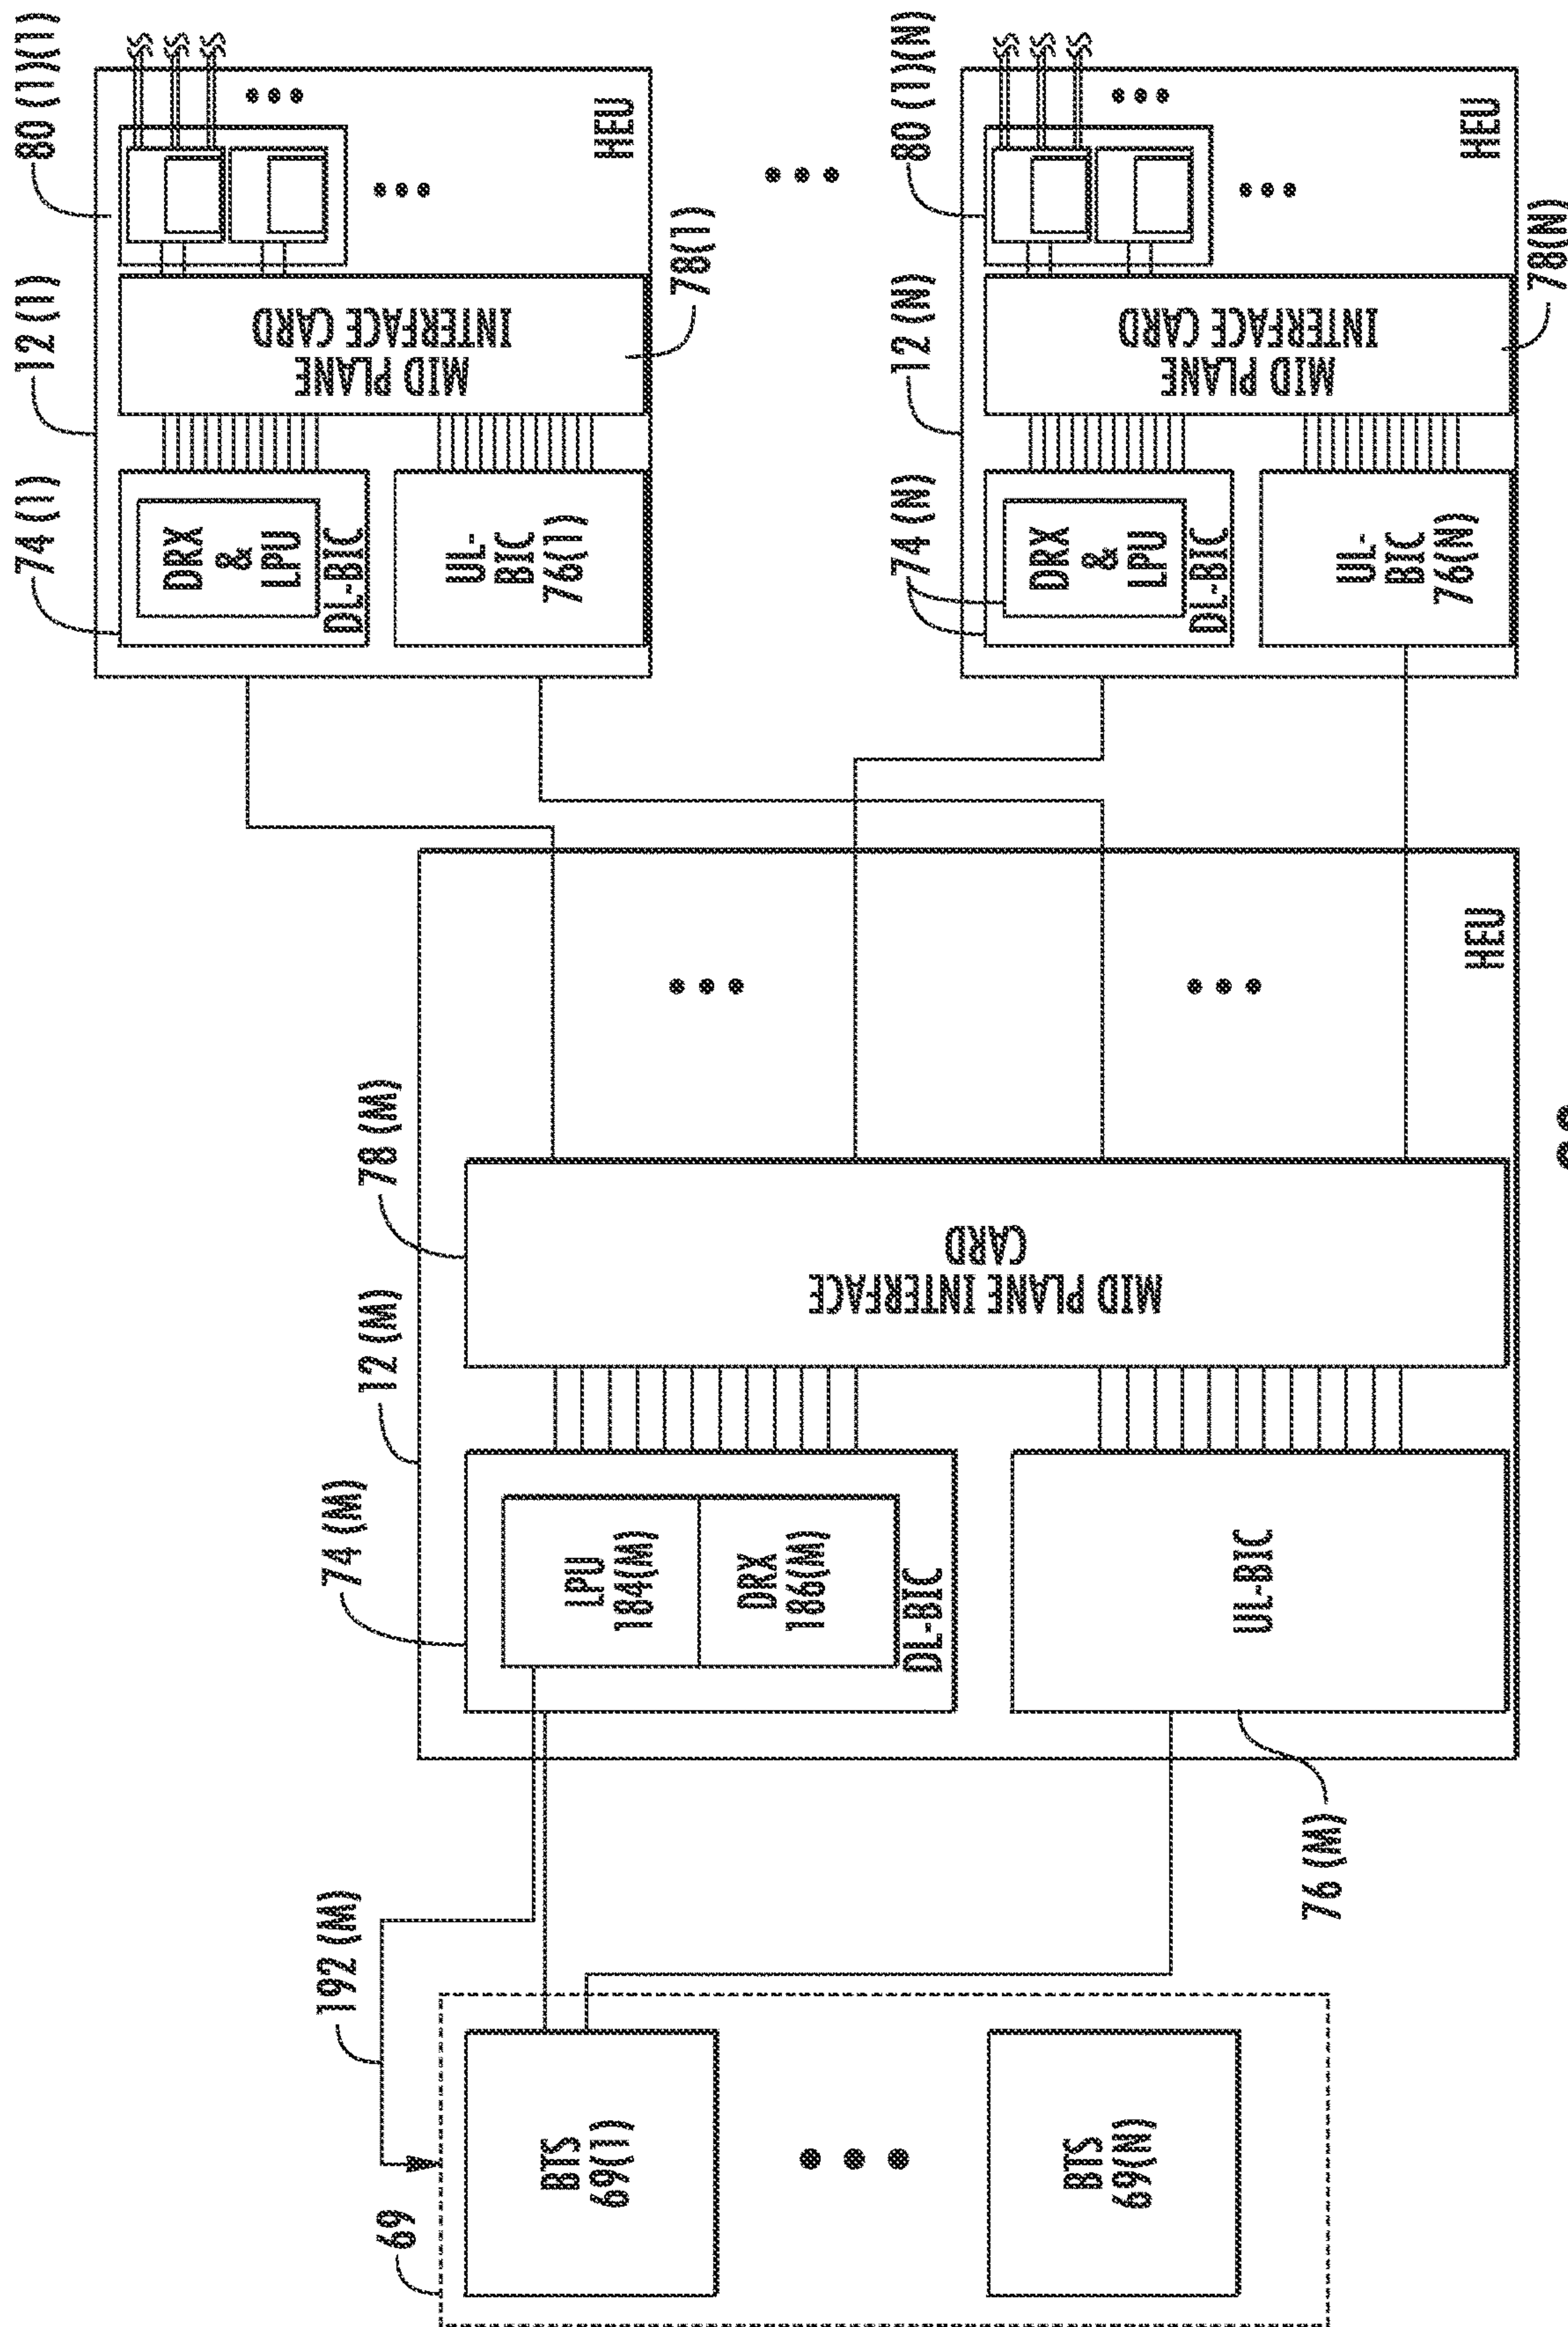 69
BTS
69(1)
BTS
69(N)
192 (M)
74 (M)
12 (M)
78 (M)
LPU
184(M)
DRX
186(M)
DL-BIC
UL-BIC
76 (M)
MID PLANE INTERFACE
CARD
HEU
74 (1)
12 (1)
80 (1)(1)
DRX
&
LPU
DL-BIC
UL-
BIC
76(1)
MID PLANE
INTERFACE CARD
HEU
78(1)
74 (N)
12 (N)
80 (1)(N)
DRX
&
LPU
DL-BIC
UL-
BIC
76(N)
MID PLANE
INTERFACE CARD
HEU
78(N)